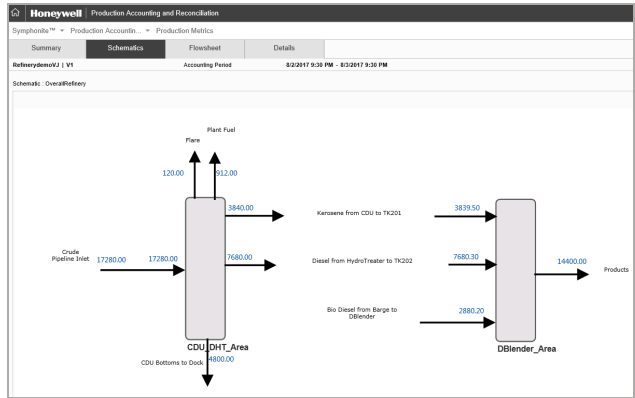 Honeywell Production Accounting and Reconciliation
Symphonite™ Production Accountin... Production Metrics
Summary Schematics Flowsheet Details
RefinerydemoVJ | V1 Accounting Period 8/2/2017 9:30 PM - 8/3/2017 9:30 PM
Schematic : OverallRefinery
Plant Fuel
Flare
120.00 912.00
3840.00 Kerosene from CDU to TK201 3839.50
Crude
Pipeline Inlet 17280.00 17280.00 7680.00 Diesel from HydroTreater to TK202 7680.30 14400.00 Products
Bio Diesel from Barge to
DBlender 2880.20
CDU_DHT_Area DBlender_Area
CDU Bottoms to Dock 4800.00